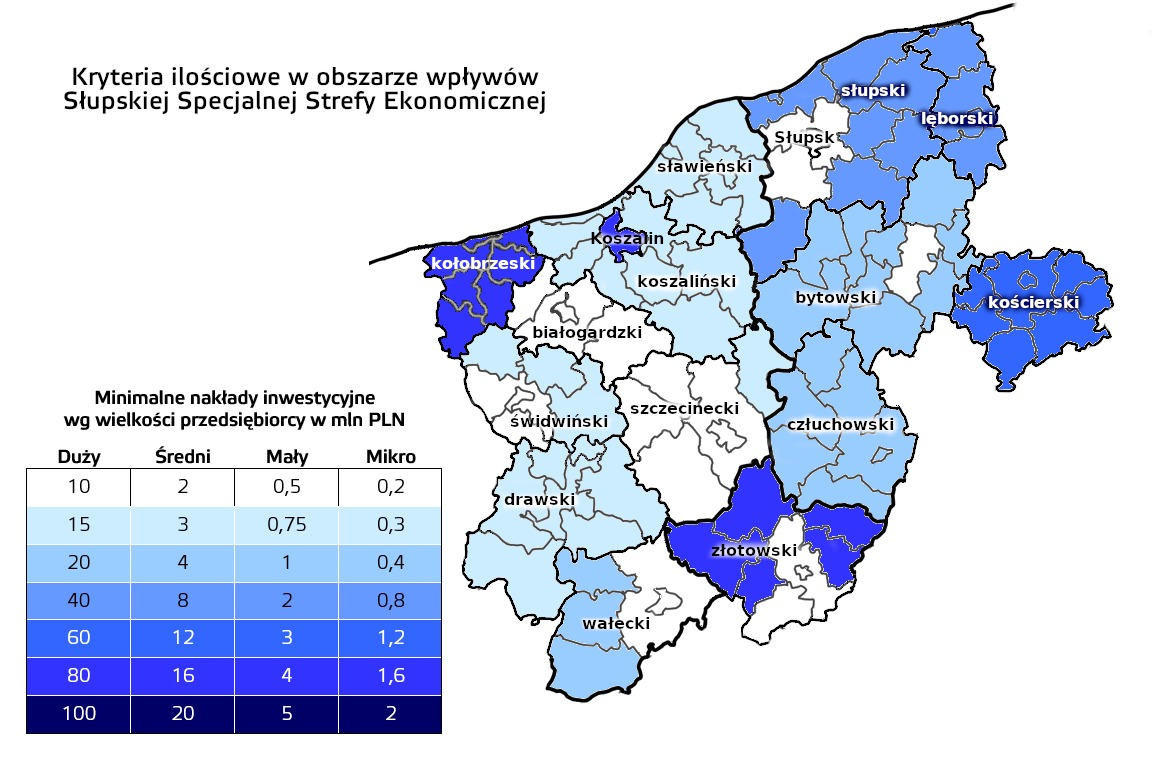 Kryteria ilościowe w obszarze wpływów
Słupskiej Specjalnej Strefy Ekonomicznej
słupski
lęborski
Słupsk
sławieński
Koszalin
kołobrzeski
koszaliński
bytowski
kościerski
białogardzki
szczecinecki
świdwiński
człuchowski
drawski
złotowski
wałecki
Minimalne nakłady inwestycyjne
wg wielkości przedsiębiorcy w mln PLN
Duży Średni Mały Mikro
10 2 0,5 0,2
15 3 0,75 0,3
20 4 1 0,4
40 8 2 0,8
60 12 3 1,2
80 16 4 1,6
100 20 5 2